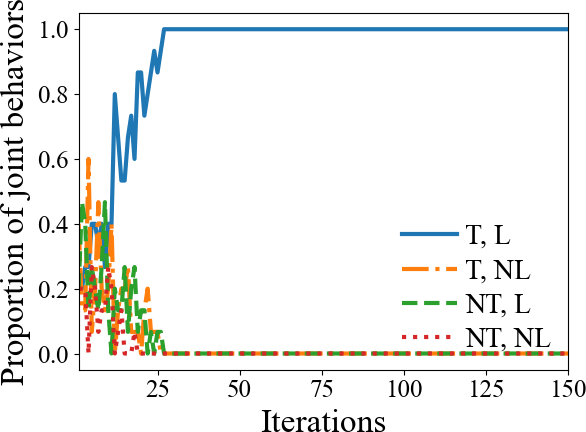 Proportion of joint behaviors
1.0
0.8
0.6
0.4
0.2
0.0
T, L
T, NL
NT, L
NT, NL
25
50
75
100
125
150
Iterations